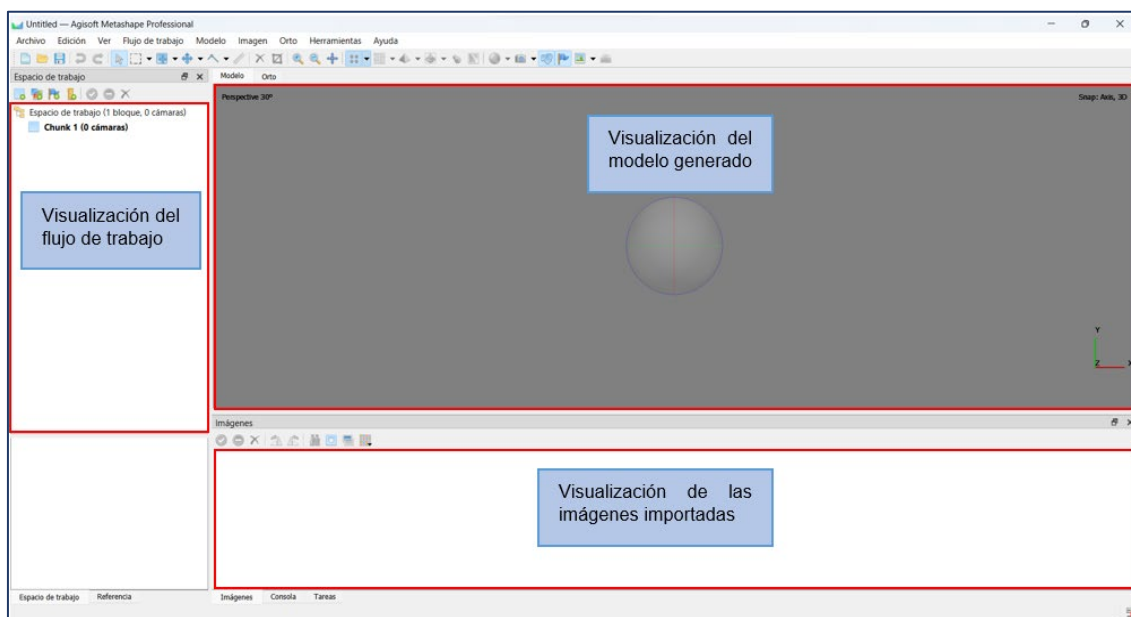 Untitled — Agisoft Metashape Professional
Archivo Edición Ver Flujo de trabajo Modelo Imagen Orto Herramientas Ayuda
Espacio de trabajo
Modelo Orto
Espacio de trabajo (1 bloque, 0 cámaras)
Chunk 1 (0 cámaras)
Perspective 30°
Snap: Axis, 3D
Visualización del
modelo generado
Visualización del
flujo de trabajo
Y
Z X
Imágenes
Visualización de las
imágenes importadas
Espacio de trabajo Referencia
Imágenes Consola Tareas